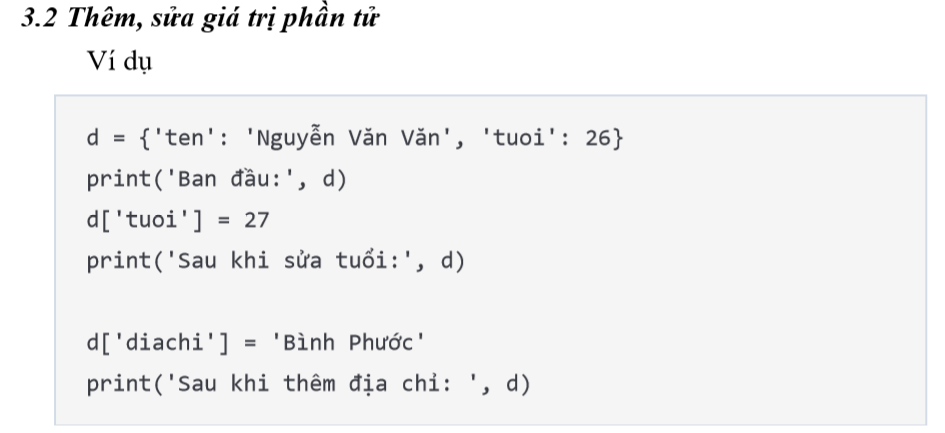 3.2 Thêm, sửa giá trị phần tử
Ví dụ
d = {'ten': 'Nguyễn Văn Văn', 'tuoi': 26}
print('Ban đầu:', d)
d['tuoi'] = 27
print('Sau khi sửa tuổi:', d)
d['diachi'] = 'Bình Phước'
print('Sau khi thêm địa chỉ: ', d)